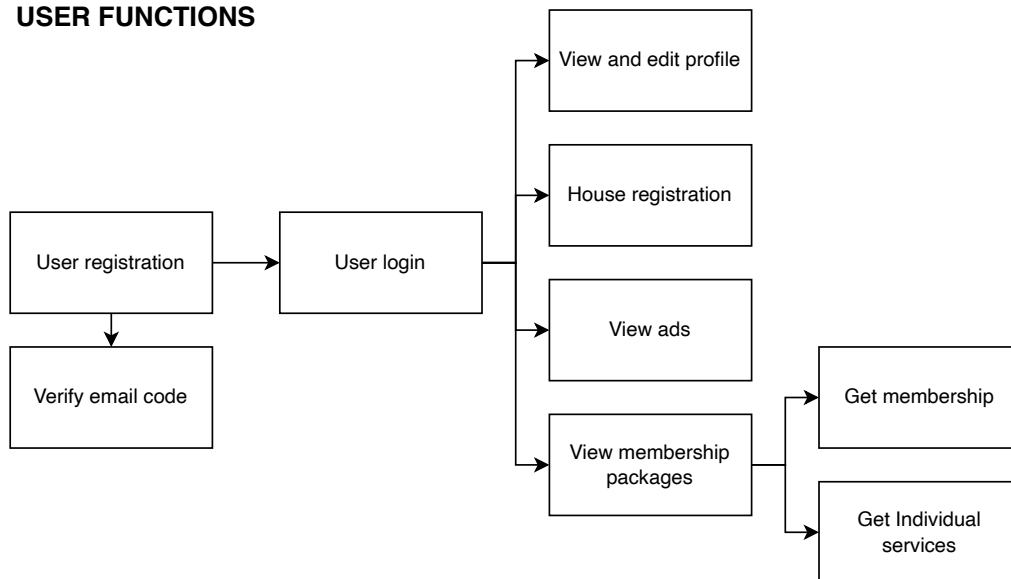 USER FUNCTIONS
View and edit profile
House registration
User registration
User login
View ads
Verify email code
Get membership
View membership
packages
Get Individual
services